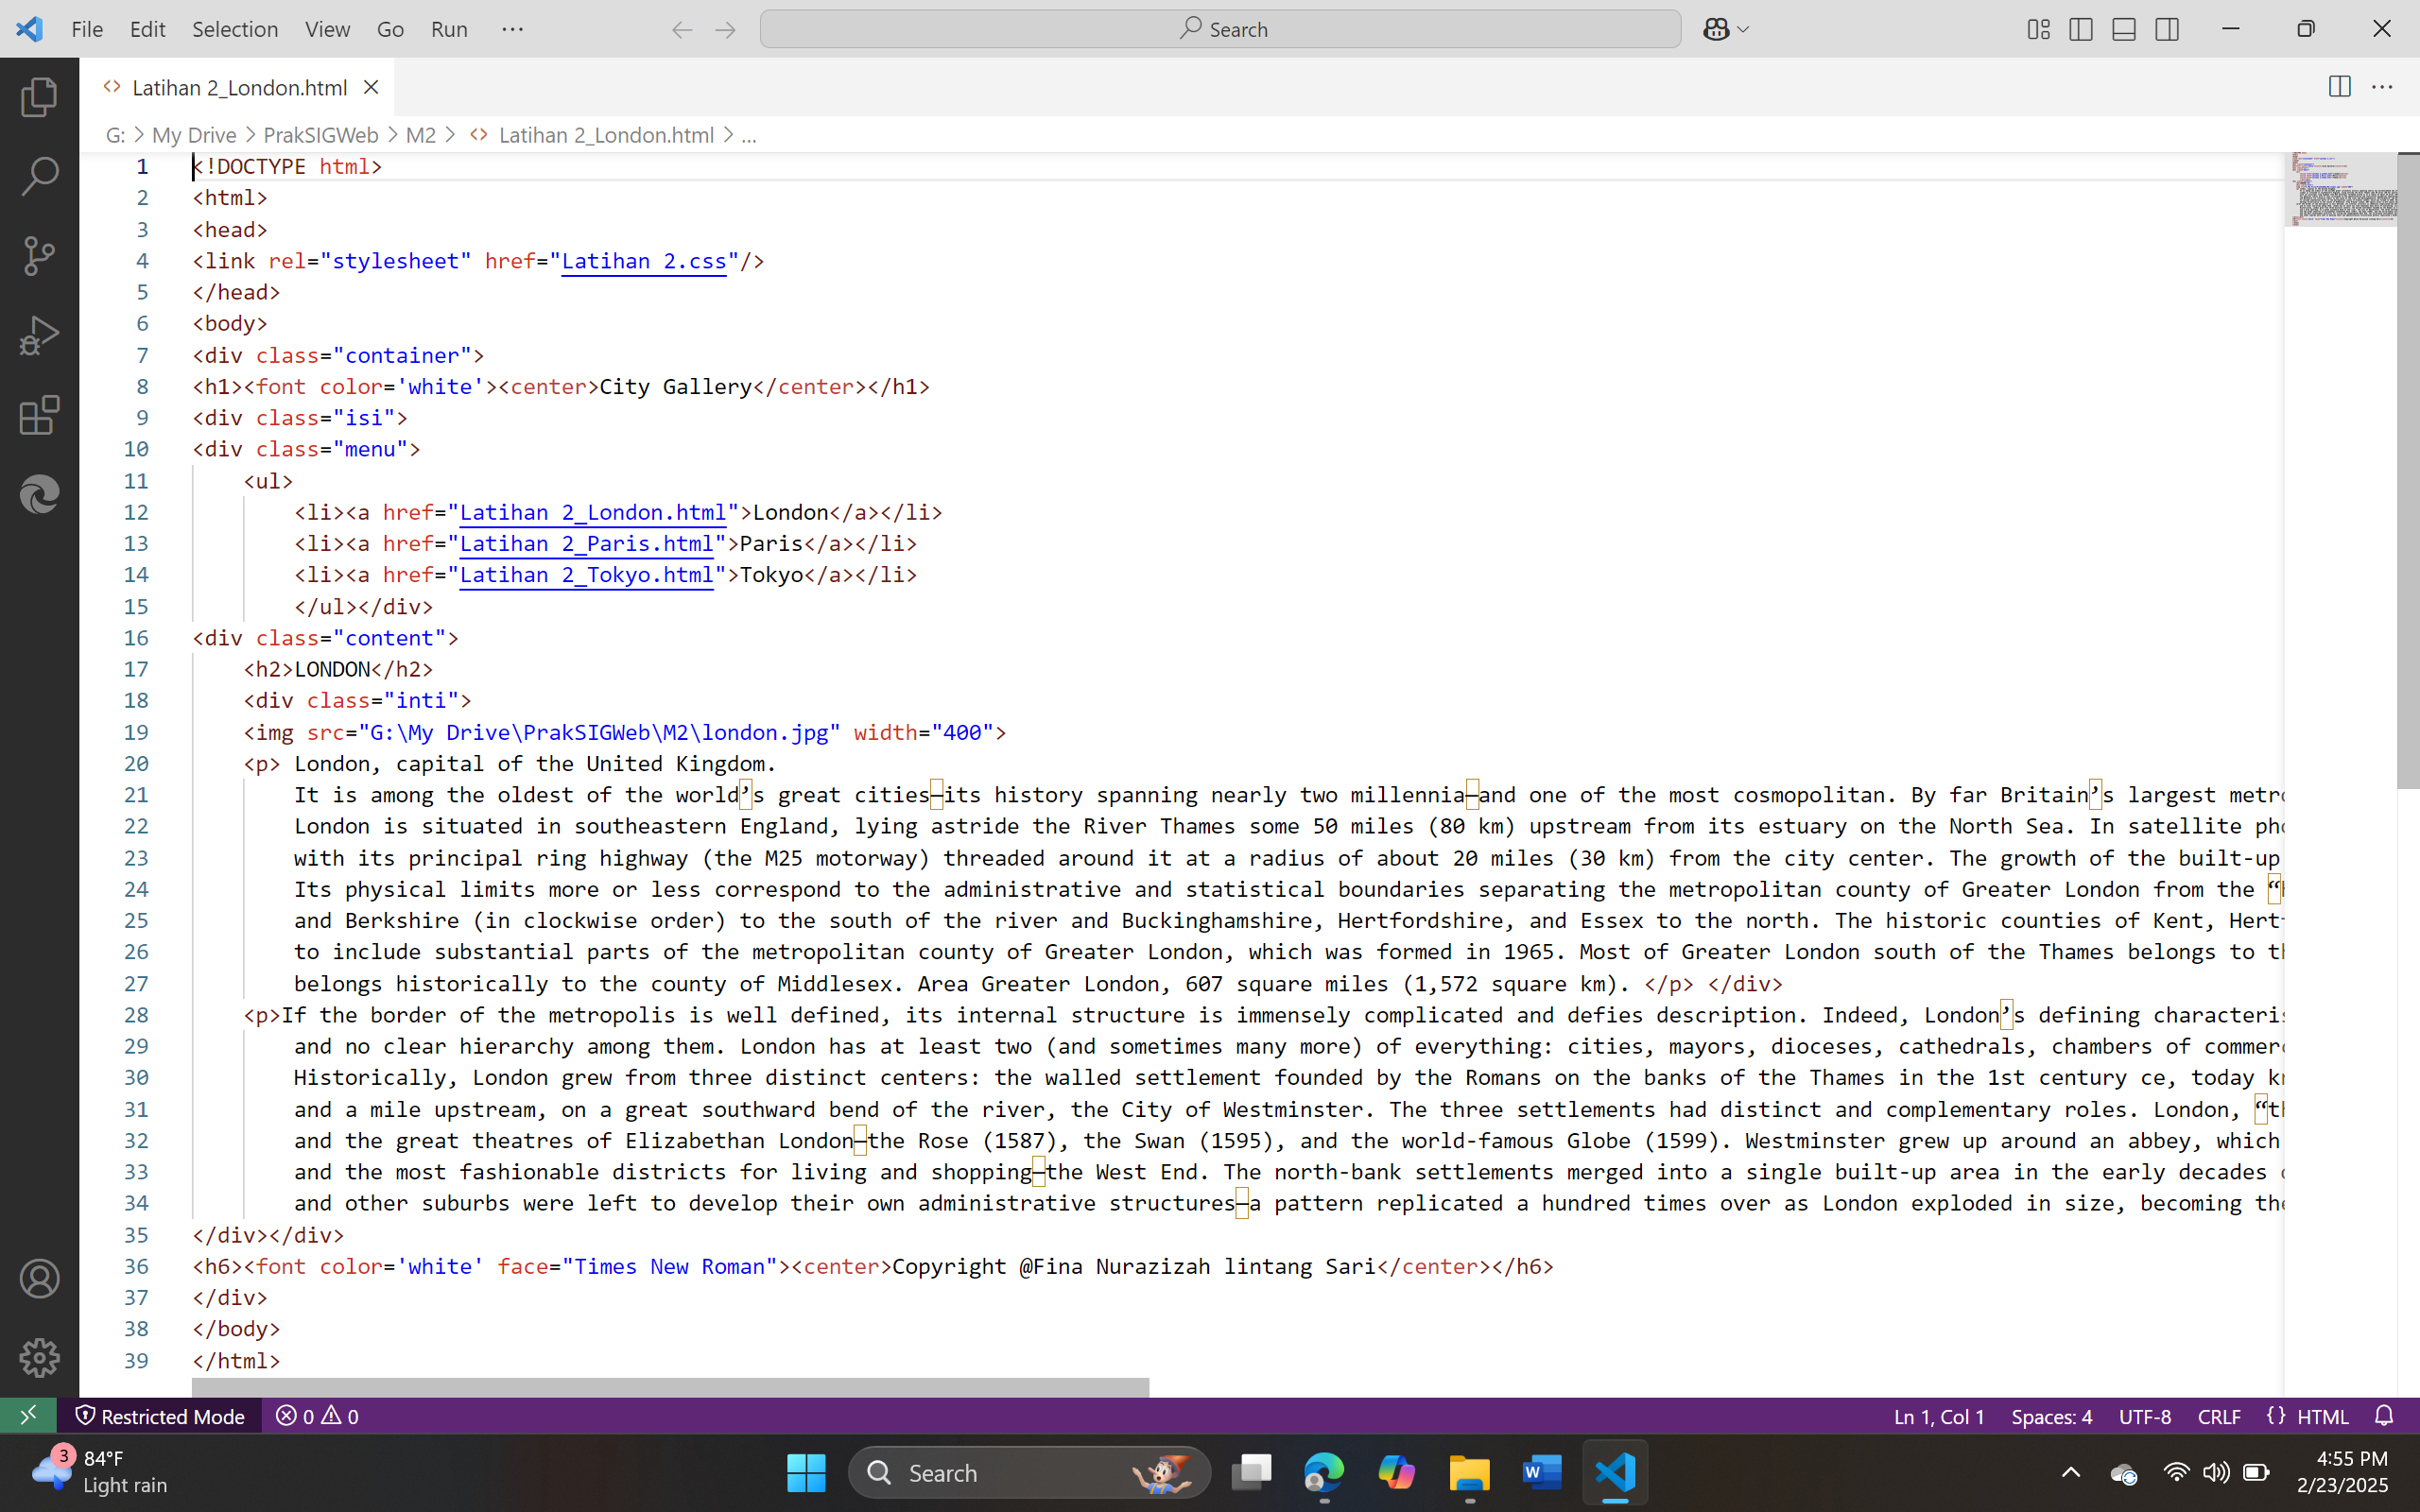 File Edit Selection View Go Run ··· Search
Latihan 2_London.html
G: > My Drive > PrakSIGWeb > M2 > <> Latihan 2_London.html > ...
1 <!DOCTYPE html>
2 <html>
3 <head>
4 <link rel="stylesheet" href="Latihan 2.css"/>
5 </head>
6 <body>
7 <div class="container">
8 <h1><font color='white'><center>City Gallery</center></h1>
9 <div class="isi">
10 <div class="menu">
11 <ul>
12 <li><a href="Latihan 2_London.html">London</a></li>
13 <li><a href="Latihan 2_Paris.html">Paris</a></li>
14 <li><a href="Latihan 2_Tokyo.html">Tokyo</a></li>
15 </ul></div>
16 <div class="content">
17 <h2>LONDON</h2>
18 <div class="inti">
19 <img src="G:\My Drive\PrakSIGWeb\M2\london.jpg" width="400">
20 <p> London, capital of the United Kingdom.
21 It is among the oldest of the world’s great cities—its history spanning nearly two millennia—and one of the most cosmopolitan. By far Britain’s largest
22 London is situated in southeastern England, lying astride the River Thames some 50 miles (80 km) upstream from its estuary on the North Sea. In satellite
23 with its principal ring highway (the M25 motorway) threaded around it at a radius of about 20 miles (30 km) from the city center. The growth of the built-up
24 Its physical limits more or less correspond to the administrative and statistical boundaries separating the metropolitan county of Greater London from the
25 and Berkshire (in clockwise order) to the south of the river and Buckinghamshire, Hertfordshire, and Essex to the north. The historic counties of Kent,
26 to include substantial parts of the metropolitan county of Greater London, which was formed in 1965. Most of Greater London south of the Thames belongs to
27 belongs historically to the county of Middlesex. Area Greater London, 607 square miles (1,572 square km). </p> </div>
28 <p>If the border of the metropolis is well defined, its internal structure is immensely complicated and defies description. Indeed, London’s defining
29 and no clear hierarchy among them. London has at least two (and sometimes many more) of everything: cities, mayors, dioceses, cathedrals, chambers of
30 Historically, London grew from three distinct centers: the walled settlement founded by the Romans on the banks of the Thames in the 1st century ce, today
31 and a mile upstream, on a great southward bend of the river, the City of Westminster. The three settlements had distinct and complementary roles. London,
32 and the great theatres of Elizabethan London—the Rose (1587), the Swan (1595), and the world-famous Globe (1599). Westminster grew up around an abbey, which
33 and the most fashionable districts for living and shopping—the West End. The north-bank settlements merged into a single built-up area in the early decades
34 and other suburbs were left to develop their own administrative structures—a pattern replicated a hundred times over as London exploded in size, becoming
35 </div></div>
36 <h6><font color='white' face="Times New Roman"><center>Copyright @Fina Nurazizah lintang Sari</center></h6>
37 </div>
38 </body>
39 </html>
Restricted Mode 0 0 Ln 1, Col 1 Spaces: 4 UTF-8 CRLF {} HTML
3 84°F
Light rain
Search
4:55 PM
2/23/2025